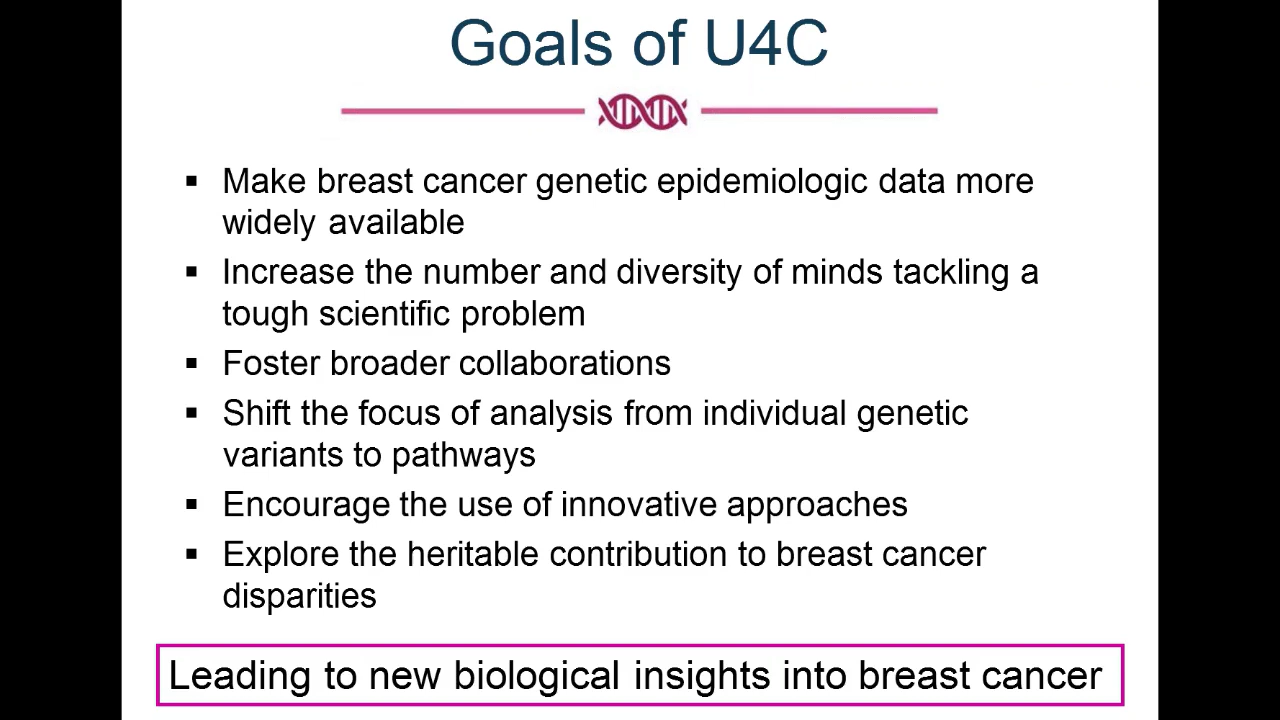 Goals of U4C
▪ Make breast cancer genetic epidemiologic data more
widely available
▪ Increase the number and diversity of minds tackling a
tough scientific problem
▪ Foster broader collaborations
▪ Shift the focus of analysis from individual genetic
variants to pathways
▪ Encourage the use of innovative approaches
▪ Explore the heritable contribution to breast cancer
disparities
Leading to new biological insights into breast cancer